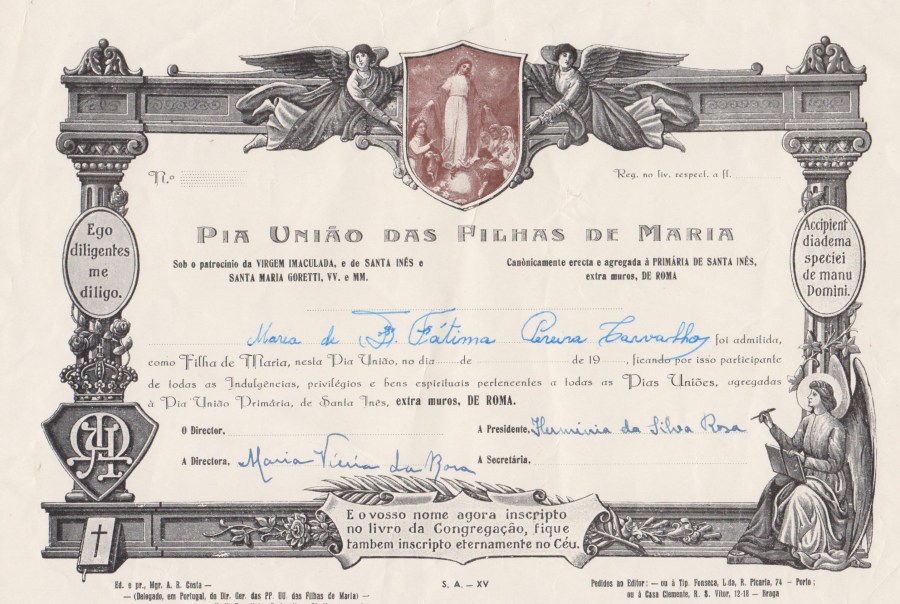 N.º
Reg. no liv. respect. a fl.
Ego
diligentes
me
diligo.
Accipient
diadema
speciei
de manu
Domini.
PIA UNIÃO DAS FILHAS DE MARIA
Sob o patrocínio da VIRGEM IMACULADA, e de SANTA INÊS e
SANTA MARIA GORETTI, VV. e MM.
Canònicamente erecta e agregada à PRIMÁRIA DE SANTA INÊS,
extra muros, DE ROMA
Maria de Fátima Pereira Carvalho foi admitida,
como Filha de Maria, nesta Pia União, no dia de de 19 , ficando por isso participante
de todas as Indulgências, privilégios e bens espirituais pertencentes a todas as Pias Uniões, agregadas
à Pia União Primária, de Santa Inês, extra muros, DE ROMA.
O Director,
A Presidente, Hermínia da Silva Rosa
A Directora, Maria Vieira da Rosa
A Secretária,
E o vosso nome agora inscripto
no livro da Congregação, fique
tambem inscripto eternamente no Céu.
Ed. e pr., Mgr. A. R. Costa —
— (Delegado, em Portugal, do Dir. Ger. das PP. UU. das Filhas de Maria) —
S. A. — XV
Pedidos ao Editor: — ou à Tip. Fonseca, L.da, R. Picaria, 74 — Porto;
ou à Casa Clemente, R. S. Vítor, 12-18 — Braga